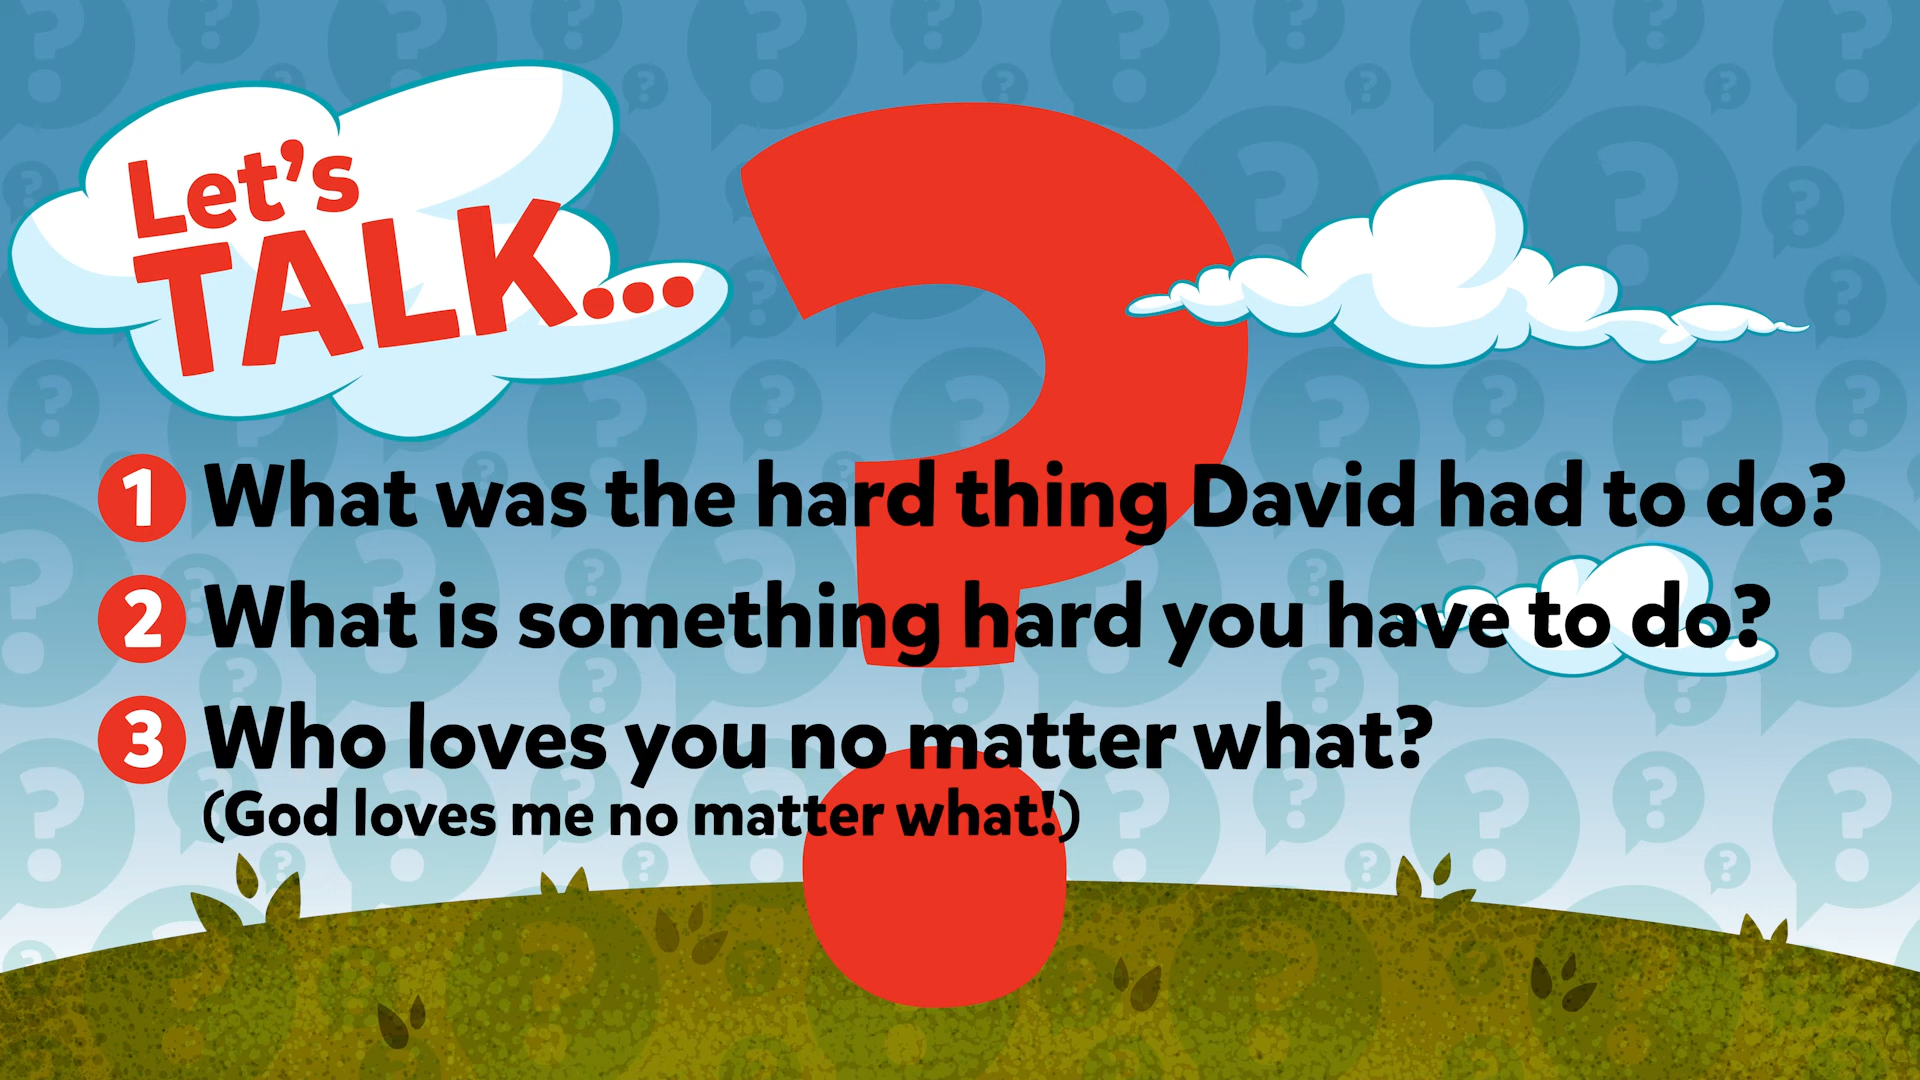 Let's
TALK...
1 What was the hard thing David had to do?
2 What is something hard you have to do?
3 Who loves you no matter what?
(God loves me no matter what!)